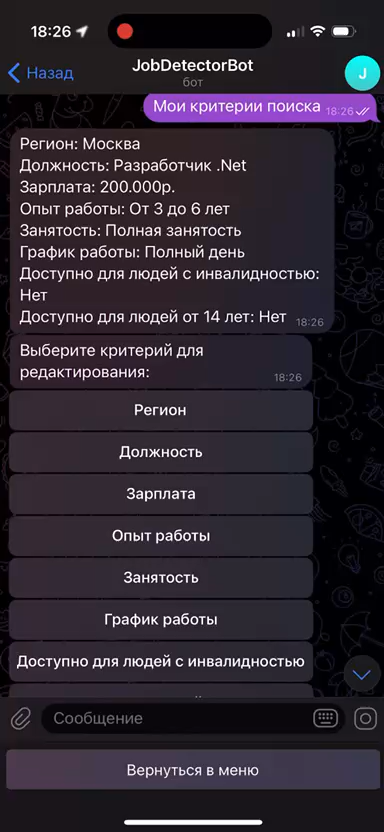 18:26
Назад
JobDetectorBot
бот
J
Мои критерии поиска 18:26
Регион: Москва
Должность: Разработчик .Net
Зарплата: 200.000р.
Опыт работы: От 3 до 6 лет
Занятость: Полная занятость
График работы: Полный день
Доступно для людей с инвалидностью:
Нет
Доступно для людей от 14 лет: Нет 18:26
Выберите критерий для
редактирования:
18:26
Регион
Должность
Зарплата
Опыт работы
Занятость
График работы
Доступно для людей с инвалидностью
Сообщение
Вернуться в меню